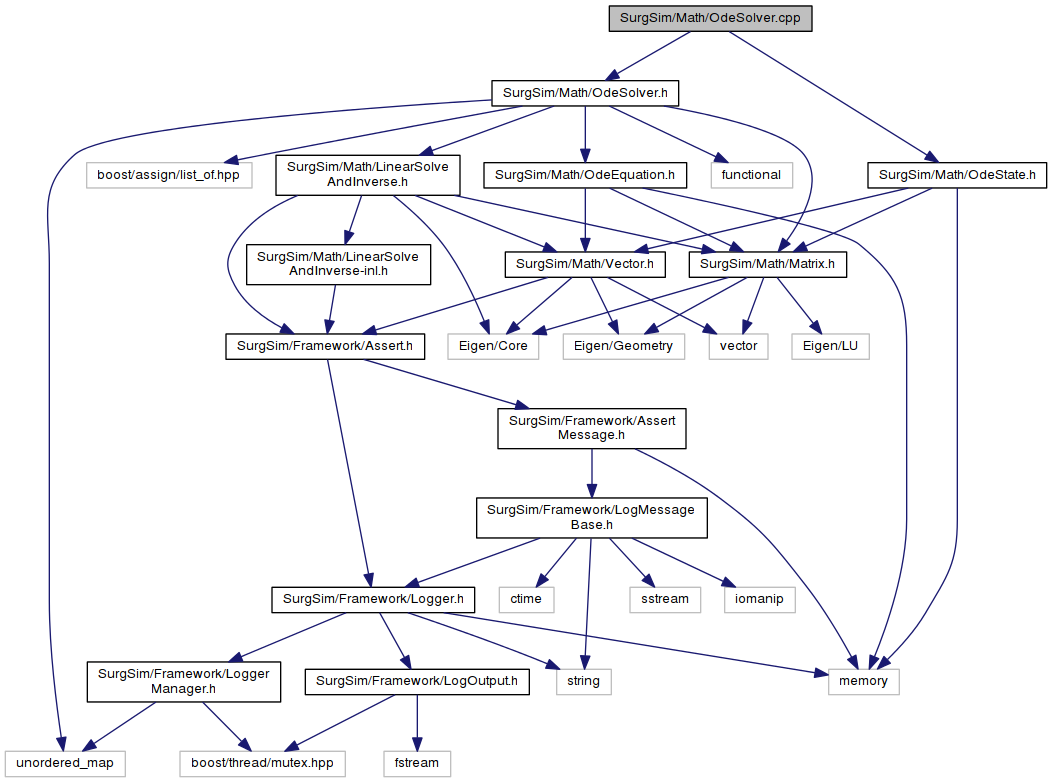 SurgSim/Math/OdeSolver.cpp
SurgSim/Math/OdeSolver.h
boost/assign/list_of.hpp
SurgSim/Math/LinearSolve
AndInverse.h
SurgSim/Math/OdeEquation.h
functional
SurgSim/Math/OdeState.h
SurgSim/Math/LinearSolve
AndInverse-inl.h
SurgSim/Math/Vector.h
SurgSim/Math/Matrix.h
SurgSim/Framework/Assert.h
Eigen/Core
Eigen/Geometry
vector
Eigen/LU
SurgSim/Framework/Assert
Message.h
SurgSim/Framework/LogMessage
Base.h
SurgSim/Framework/Logger.h
ctime
sstream
iomanip
SurgSim/Framework/Logger
Manager.h
SurgSim/Framework/LogOutput.h
string
memory
unordered_map
boost/thread/mutex.hpp
fstream